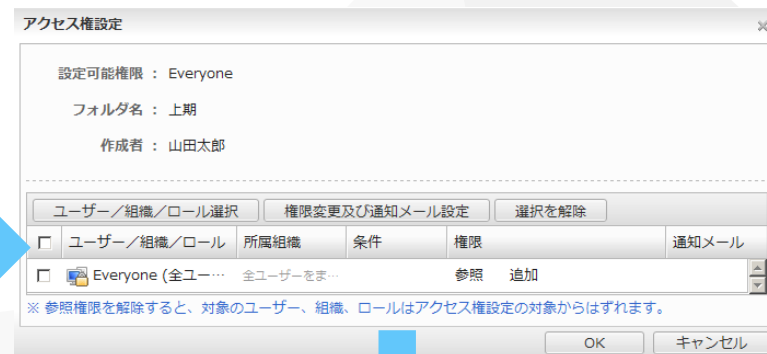 アクセス権設定
設定可能権限 : Everyone
フォルダ名 : 上期
作成者 : 山田太郎
ユーザー／組織／ロール選択 権限変更及び通知メール設定 選択を解除
ユーザー／組織／ロール 所属組織 条件 権限 通知メール
Everyone (全ユー… 全ユーザーをま… 参照 追加
※ 参照権限を解除すると、対象のユーザー、組織、ロールはアクセス権設定の対象からはずれます。
OK キャンセル